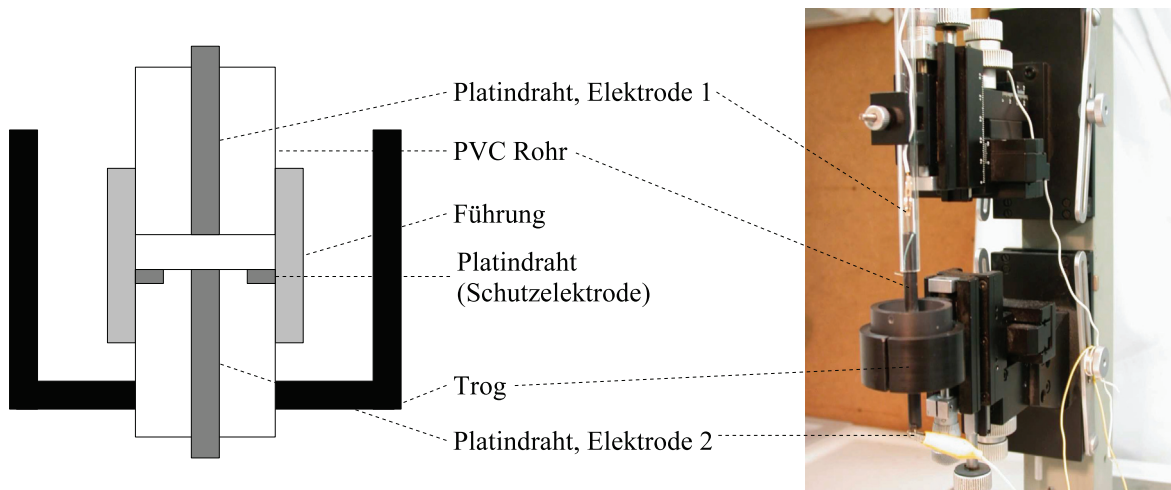 Platindraht, Elektrode 1
PVC Rohr
Führung
Platindraht
(Schutzelektrode)
Trog
Platindraht, Elektrode 2